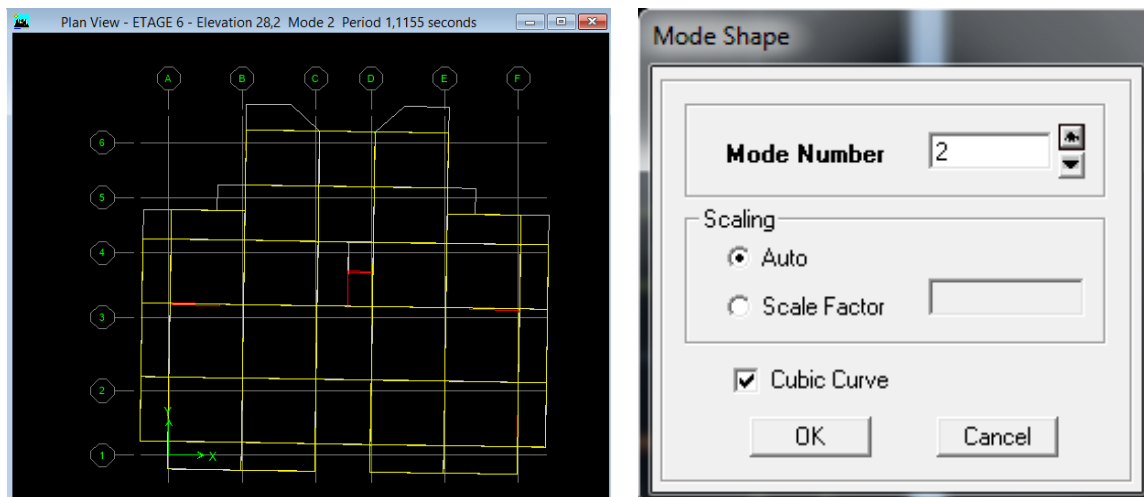 Plan View - ETAGE 6 - Elevation 28,2 Mode 2 Period 1,1155 seconds
A B C D E F
6
5
4
3
2
Y
1
X
Mode Shape
Mode Number 2
Scaling
Auto
Scale Factor
Cubic Curve
OK Cancel